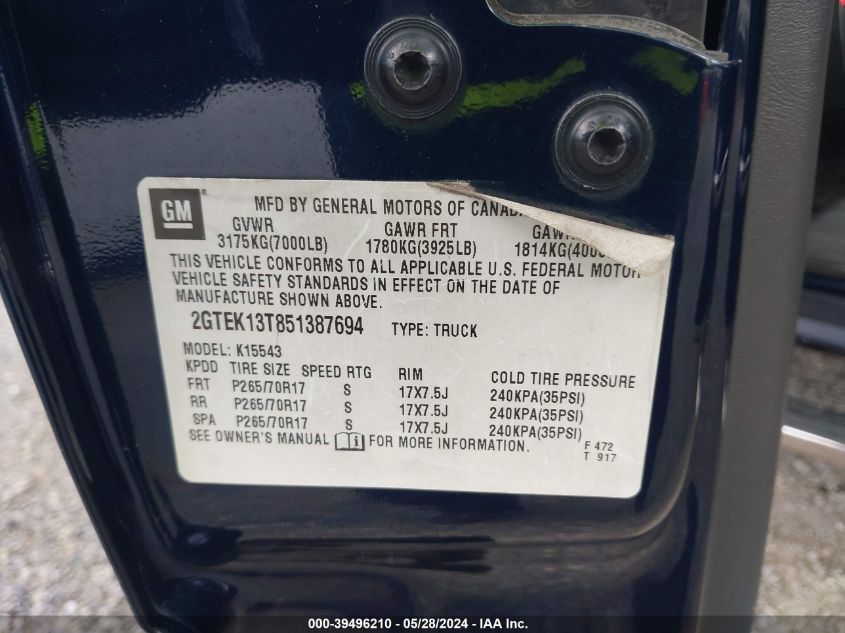 GM ® MFD BY GENERAL MOTORS OF CANADA
GVWR GAWR FRT
3175KG(7000LB) 1780KG(3925LB) 1814KG(
THIS VEHICLE CONFORMS TO ALL APPLICABLE U.S. FEDERAL MOTOR
VEHICLE SAFETY STANDARDS IN EFFECT ON THE DATE OF
MANUFACTURE SHOWN ABOVE.
2GTEK13T851387694 TYPE: TRUCK
MODEL: K15543
KPDD TIRE SIZE SPEED RTG RIM COLD TIRE PRESSURE
FRT P265/70R17 S 17X7.5J 240KPA(35PSI)
RR P265/70R17 S 17X7.5J 240KPA(35PSI)
SPA P265/70R17 S 17X7.5J 240KPA(35PSI)
SEE OWNER'S MANUAL i FOR MORE INFORMATION.
F 472
T 917
000-39496210 - 05/28/2024 - IAA Inc.